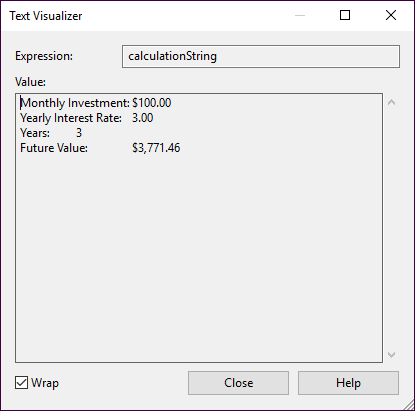 Text Visualizer
Expression: calculationString
Value:
Monthly Investment: $100.00
Yearly Interest Rate: 3.00
Years: 3
Future Value: $3,771.46
Wrap Close Help